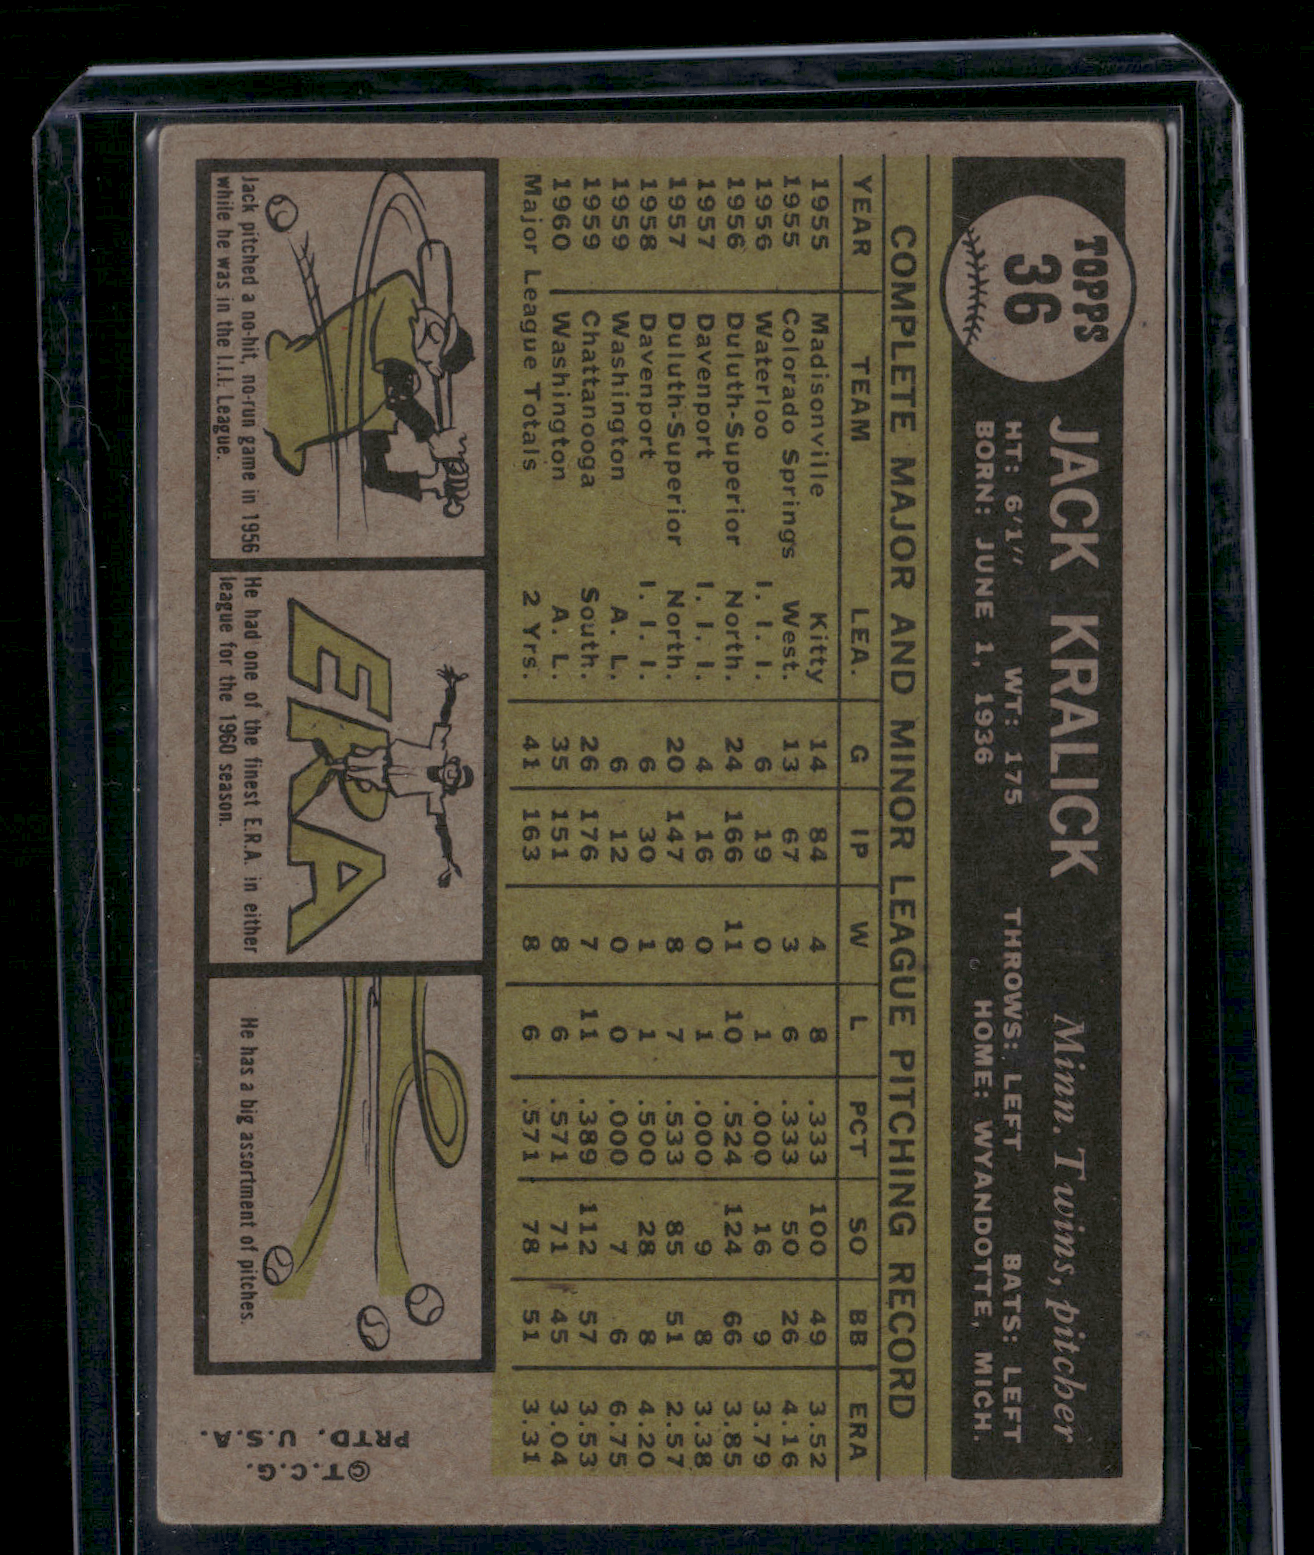 TOPPS
36
JACK KRALICK Minn. Twins, pitcher
HT: 6'1" WT: 175 THROWS: LEFT BATS: LEFT
BORN: JUNE 1, 1936 HOME: WYANDOTTE, MICH.
COMPLETE MAJOR AND MINOR LEAGUE PITCHING RECORD
YEAR TEAM LEA. G IP W L PCT SO BB ERA
1955 Madisonville Kitty 14 84 4 8 .333 100 49 3.52
1955 Colorado Springs West. 13 67 3 6 .333 50 26 4.16
1956 Waterloo I. I. I. 6 19 0 1 .000 16 9 3.79
1956 Duluth-Superior North. 24 166 11 10 .524 124 66 3.85
1957 Davenport I. I. I. 4 16 0 1 .000 9 8 3.38
1957 Duluth-Superior North. 20 147 8 7 .533 85 51 2.57
1958 Davenport I. I. I. 6 30 1 1 .500 28 8 4.20
1959 Washington A. L. 6 12 0 0 .000 7 6 6.75
1959 Chattanooga South. 26 176 7 11 .389 112 57 3.53
1960 Washington A. L. 35 151 8 6 .571 71 45 3.04
Major League Totals 2 Yrs. 41 163 8 6 .571 78 51 3.31
Jack pitched a no-hit, no-run game in 1956
while he was in the I.I.I. League.
ERA
He had one of the finest E.R.A. in either
league for the 1960 season.
He has a big assortment of pitches.
©T.C.G.
PRTD. U.S.A.